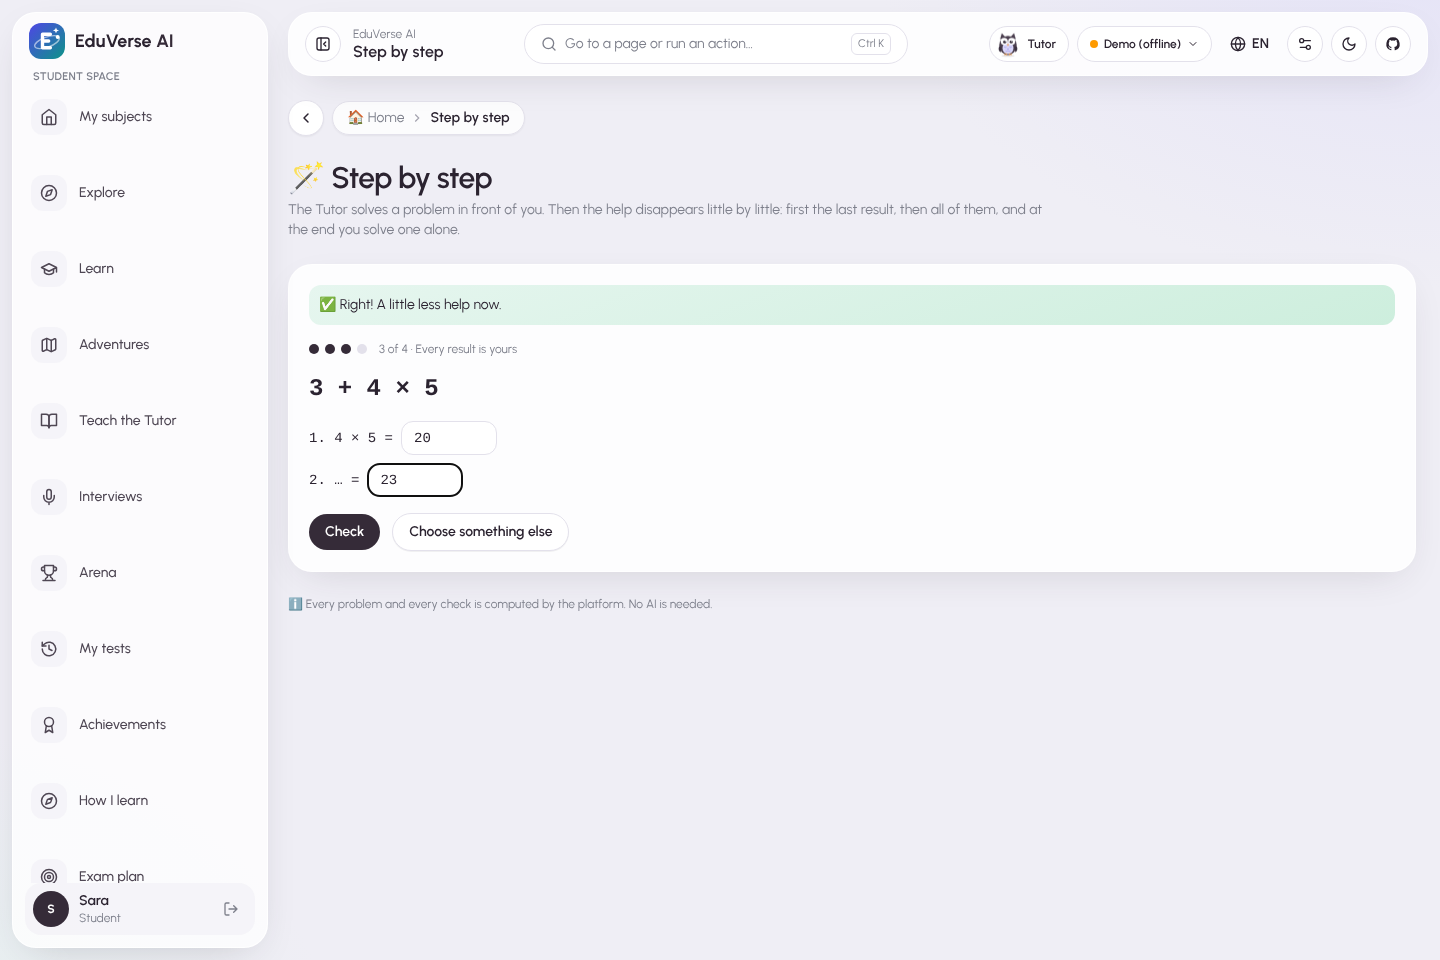 EduVerse AI
STUDENT SPACE
My subjects
Explore
Learn
Adventures
Teach the Tutor
Interviews
Arena
My tests
Achievements
How I learn
Exam plan
S
Sara
Student
EduVerse AI
Step by step
Go to a page or run an action...
Ctrl K
Tutor
Demo (offline)
EN
Home
Step by step
Step by step
The Tutor solves a problem in front of you. Then the help disappears little by little: first the last result, then all of them, and at
the end you solve one alone.
Right! A little less help now.
3 of 4 · Every result is yours
3 + 4 × 5
1. 4 × 5 = 20
2. … = 23
Check
Choose something else
Every problem and every check is computed by the platform. No AI is needed.